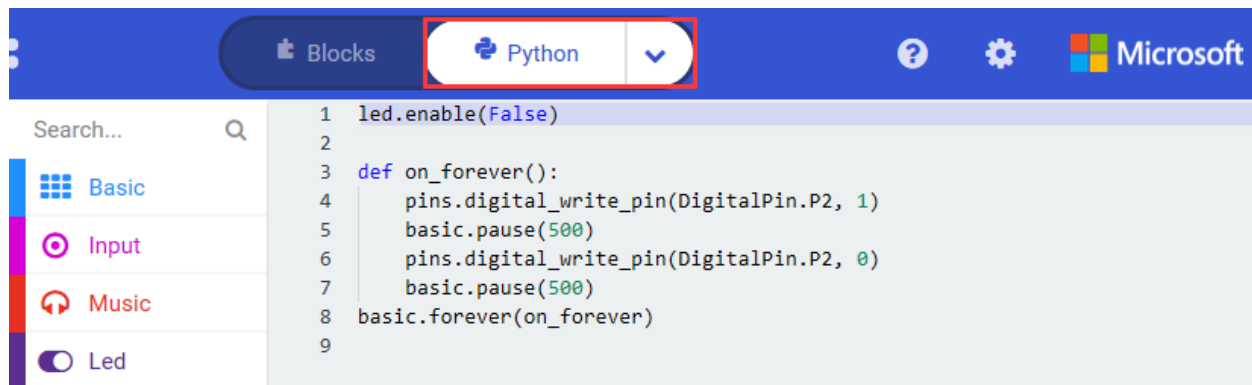 Blocks
Python
Microsoft
Search...
Basic
Input
Music
Led
1 led.enable(False)
2
3 def on_forever():
4     pins.digital_write_pin(DigitalPin.P2, 1)
5     basic.pause(500)
6     pins.digital_write_pin(DigitalPin.P2, 0)
7     basic.pause(500)
8 basic.forever(on_forever)
9